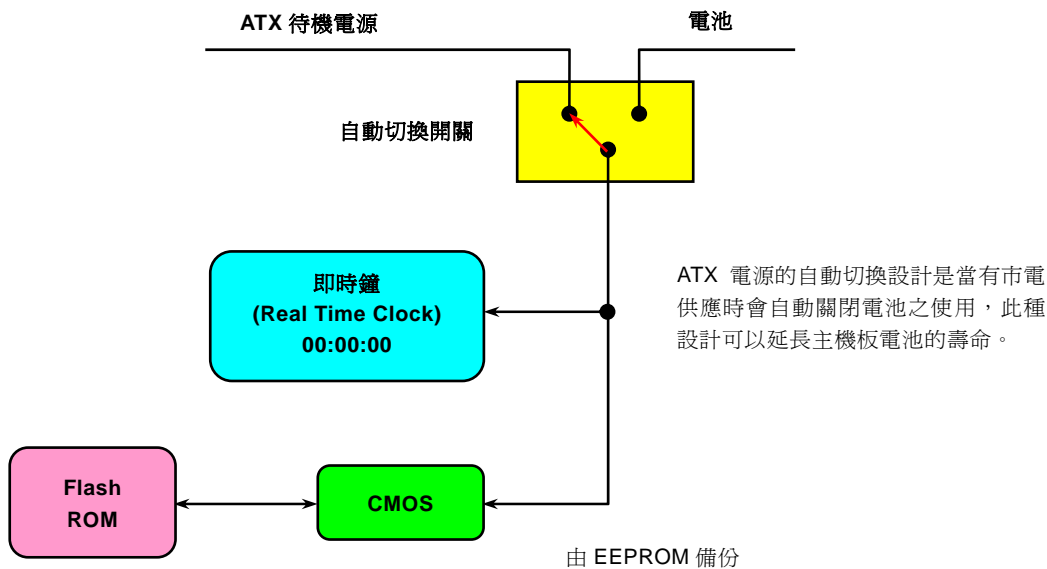 ATX 待機電源
電池
自動切換開關
即時鐘
(Real Time Clock)
00:00:00
ATX 電源的自動切換設計是當有市電
供應時會自動關閉電池之使用，此種
設計可以延長主機板電池的壽命。
Flash
ROM
CMOS
由 EEPROM 備份